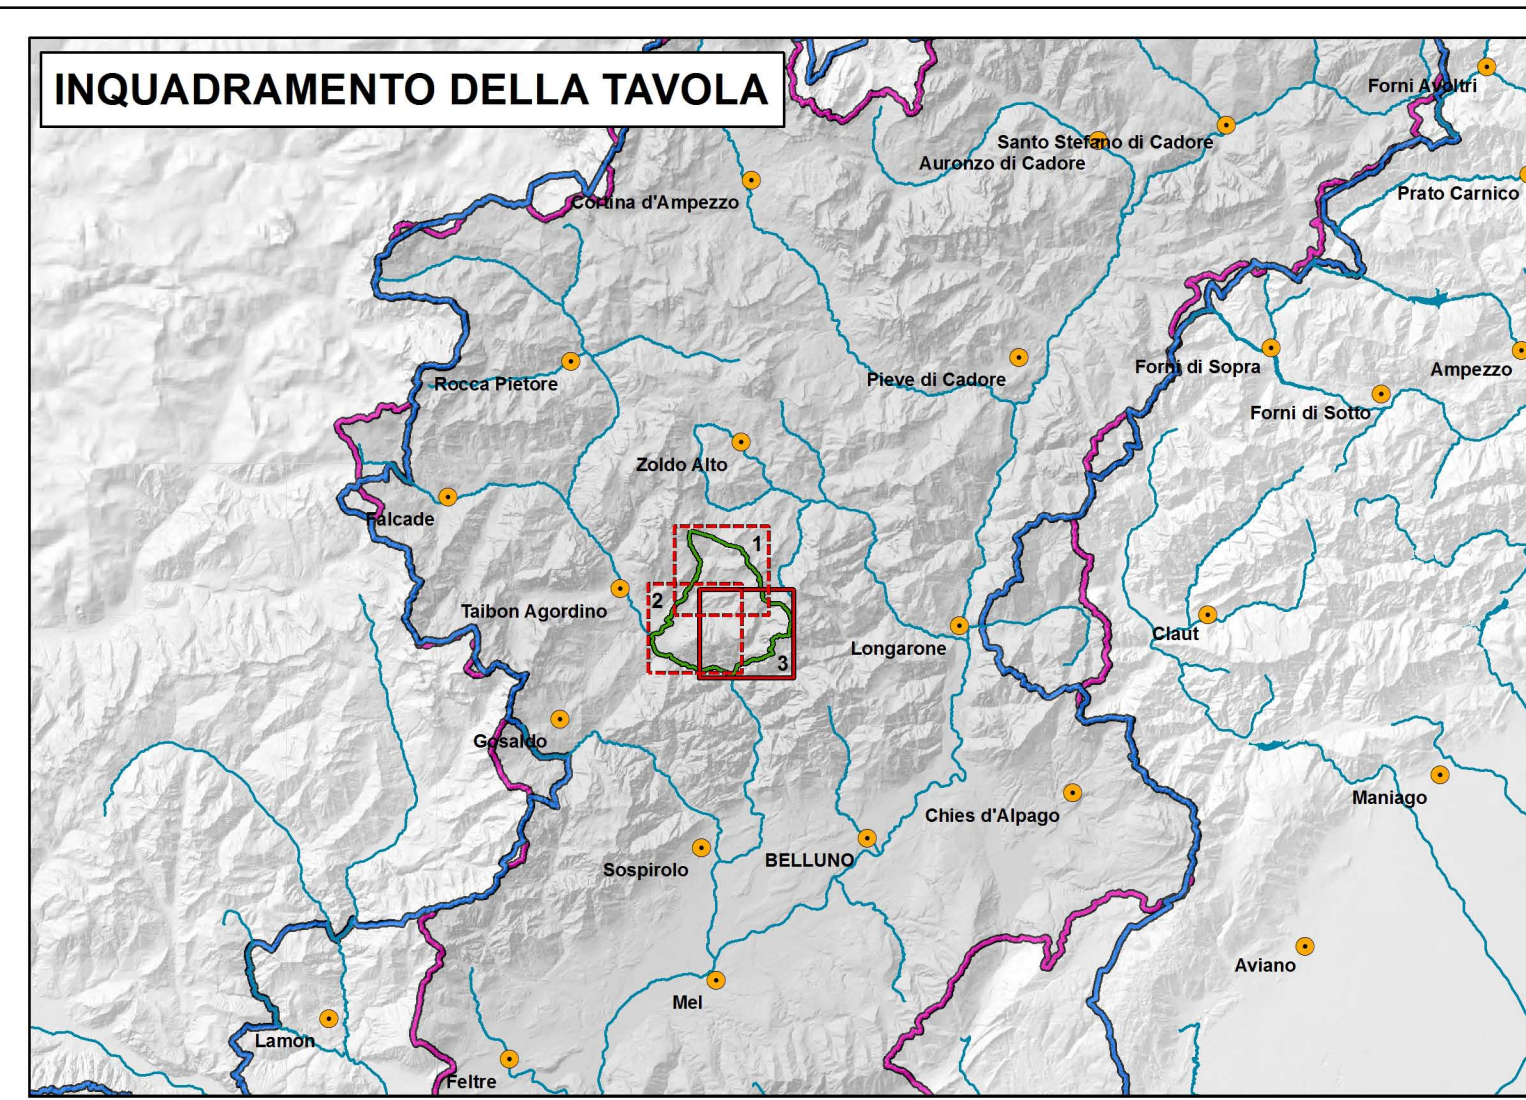 INQUADRAMENTO DELLA TAVOLA
Forni Avoltri
Santo Stefano di Cadore
Auronzo di Cadore
Prato Carnico
Cortina d'Ampezzo
Rocca Pietore
Pieve di Cadore
Forni di Sopra
Ampezzo
Forni di Sotto
Zoldo Alto
Falcade
1
2
Taibon Agordino
Longarone
Claut
3
Gosaldo
Maniago
Chies d'Alpago
BELLUNO
Sospirolo
Aviano
Mel
Lamon
Feltre